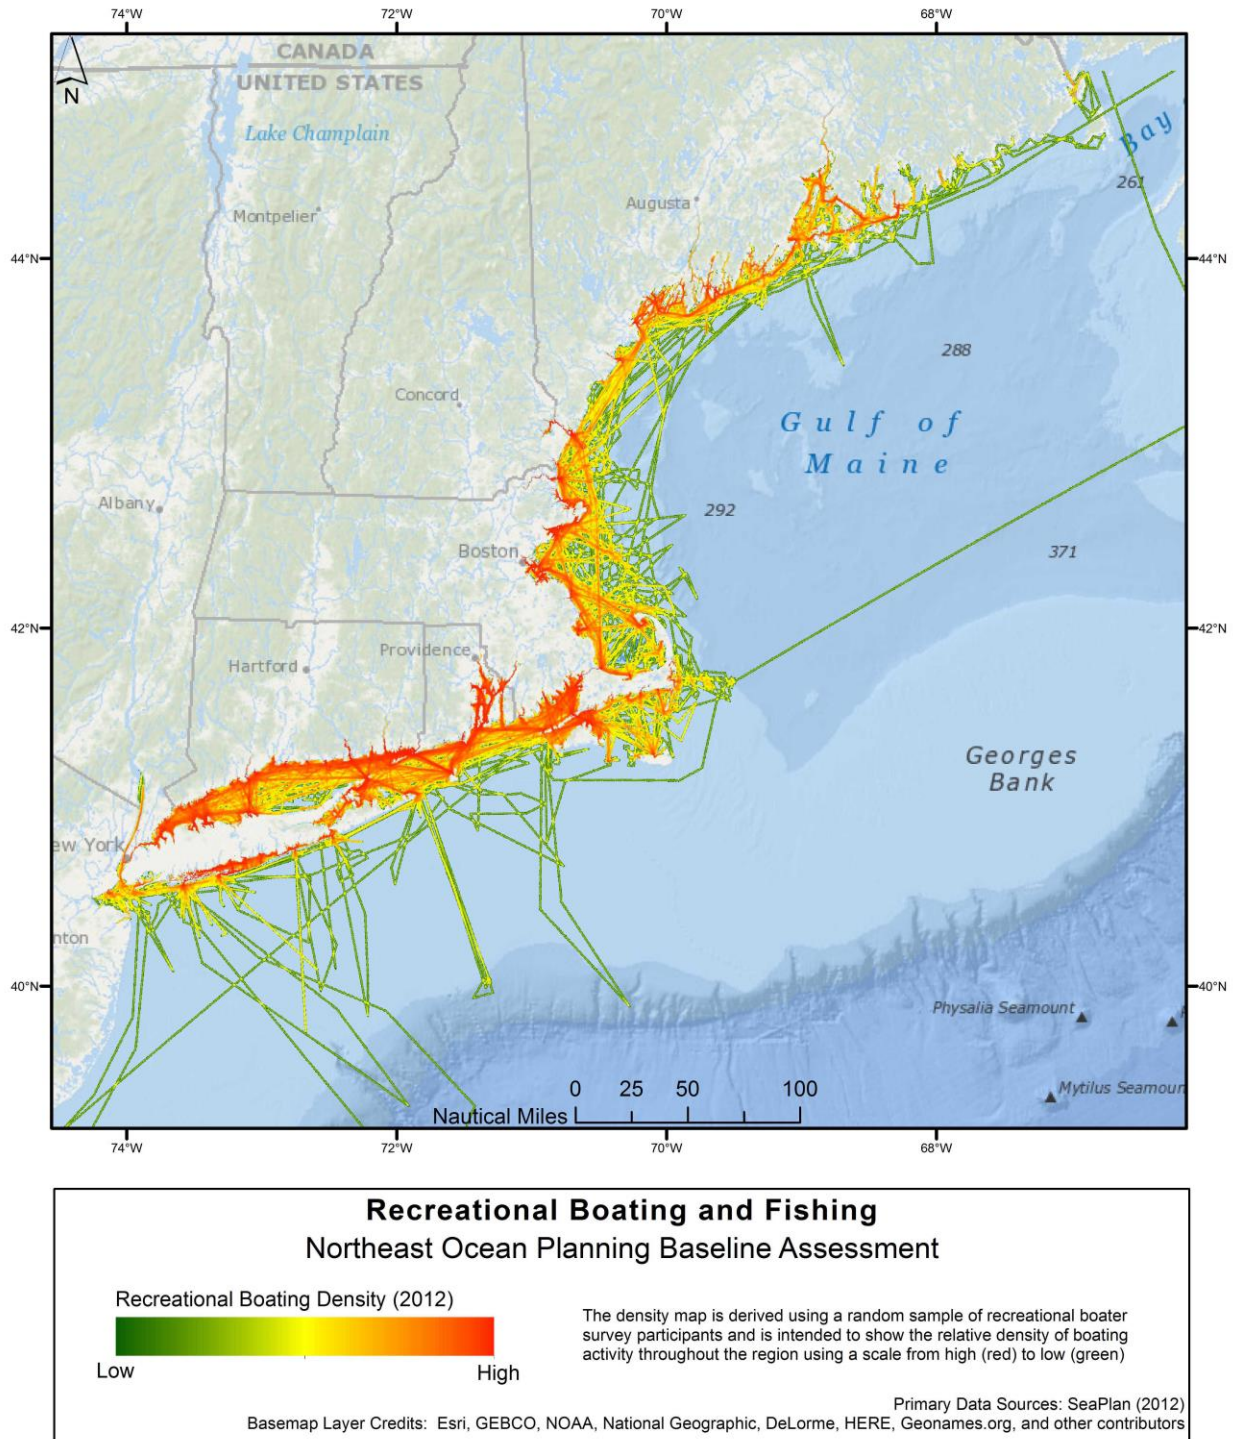 74°W 72°W 70°W 68°W
N
CANADA
UNITED STATES
Lake Champlain
Bay
261
Montpelier
Augusta
44°N 44°N
288
Concord
Gulf of
Maine
Albany
292
Boston
371
42°N 42°N
Providence
Hartford
Georges
Bank
ew York
nton
40°N 40°N
Physalia Seamount
Mytilus Seamoun
0 25 50 100
Nautical Miles
74°W 72°W 70°W 68°W
Recreational Boating and Fishing
Northeast Ocean Planning Baseline Assessment
Recreational Boating Density (2012)
Low High
The density map is derived using a random sample of recreational boater
survey participants and is intended to show the relative density of boating
activity throughout the region using a scale from high (red) to low (green)
Primary Data Sources: SeaPlan (2012)
Basemap Layer Credits: Esri, GEBCO, NOAA, National Geographic, DeLorme, HERE, Geonames.org, and other contributors